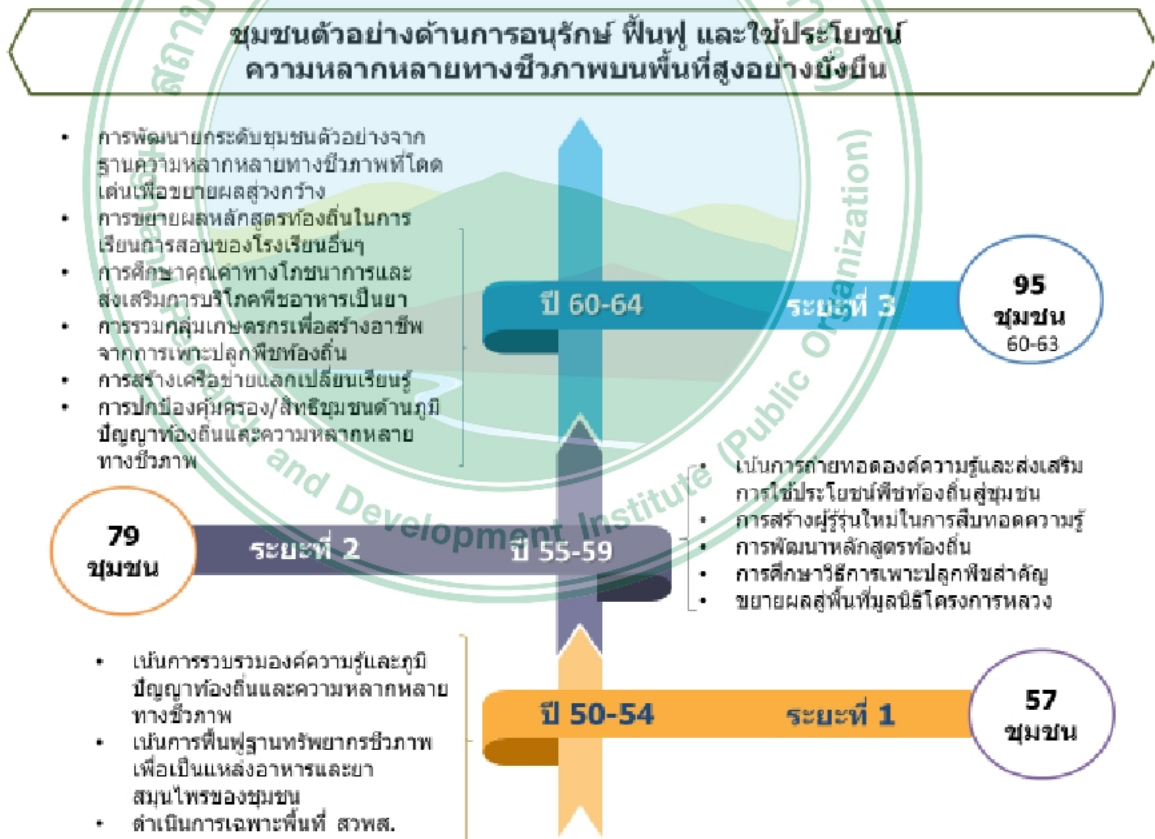 ชุมชนตัวอย่างด้านการอนุรักษ์ ฟื้นฟู และใช้ประโยชน์
ความหลากหลายทางชีวภาพบนพื้นที่สูงอย่างยั่งยืน
• การพัฒนายกระดับชุมชนตัวอย่างจาก
ฐานความหลากหลายทางชีวภาพที่โดด
เด่นเพื่อขยายผลสู่วงกว้าง
• การขยายผลหลักสูตรท้องถิ่นในการ
เรียนการสอนของโรงเรียนอื่นๆ
• การศึกษาคุณค่าทางโภชนาการและ
ส่งเสริมการบริโภคพืชอาหารเป็นยา
• การรวมกลุ่มเกษตรกรเพื่อสร้างอาชีพ
จากการเพาะปลูกพืชท้องถิ่น
• การสร้างเครือข่ายแลกเปลี่ยนเรียนรู้
• การปกป้องคุ้มครอง/สิทธิชุมชนด้านภูมิ
ปัญญาท้องถิ่นและความหลากหลาย
ทางชีวภาพ
ปี 60-64 ระยะที่ 3
95
ชุมชน
60-63
79
ชุมชน
ระยะที่ 2 ปี 55-59
• เน้นการถ่ายทอดองค์ความรู้และส่งเสริม
การใช้ประโยชน์พืชท้องถิ่นสู่ชุมชน
• การสร้างผู้รู้รุ่นใหม่ในการสืบทอดความรู้
• การพัฒนาหลักสูตรท้องถิ่น
• การศึกษาวิธีการเพาะปลูกพืชสำคัญ
• ขยายผลสู่พื้นที่มูลนิธิโครงการหลวง
• เน้นการรวบรวมองค์ความรู้และภูมิ
ปัญญาท้องถิ่นและความหลากหลาย
ทางชีวภาพ
• เน้นการฟื้นฟูฐานทรัพยากรชีวภาพ
เพื่อเป็นแหล่งอาหารและยา
สมุนไพรของชุมชน
• ดำเนินการเฉพาะพื้นที่ สวพส.
ปี 50-54 ระยะที่ 1
57
ชุมชน
Research and Development Institute (Public Organization)